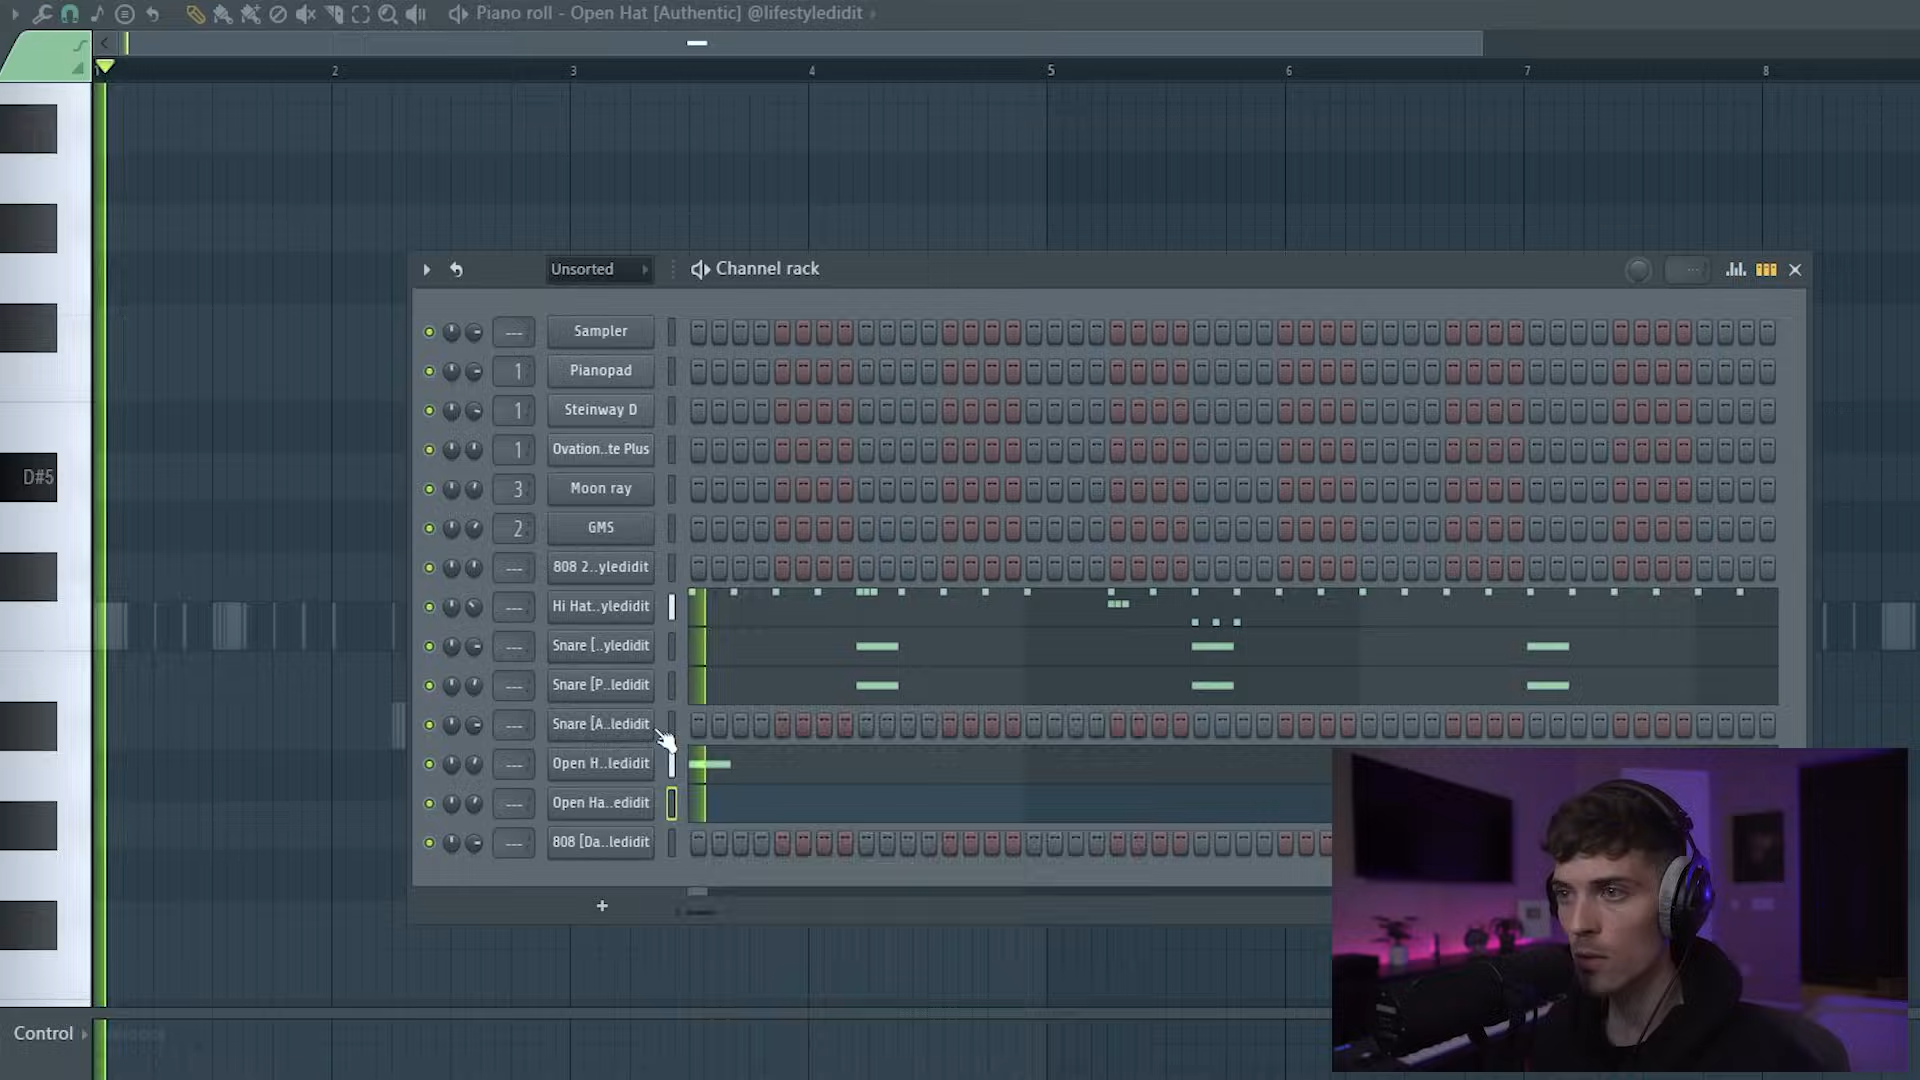 Piano roll - Open Hat [Authentic] @lifestyledidit
2 3 4 5 6 7 8
D#5
Unsorted Channel rack
--- Sampler
1 Pianopad
1 Steinway D
1 Ovation..te Plus
3 Moon ray
2 GMS
--- 808 2..yledidit
--- Hi Hat..yledidit
--- Snare [..yledidit
--- Snare [P..ledidit
--- Snare [A..ledidit
--- Open H..ledidit
--- Open Ha..edidit
--- 808 [Da..ledidit
+
Control